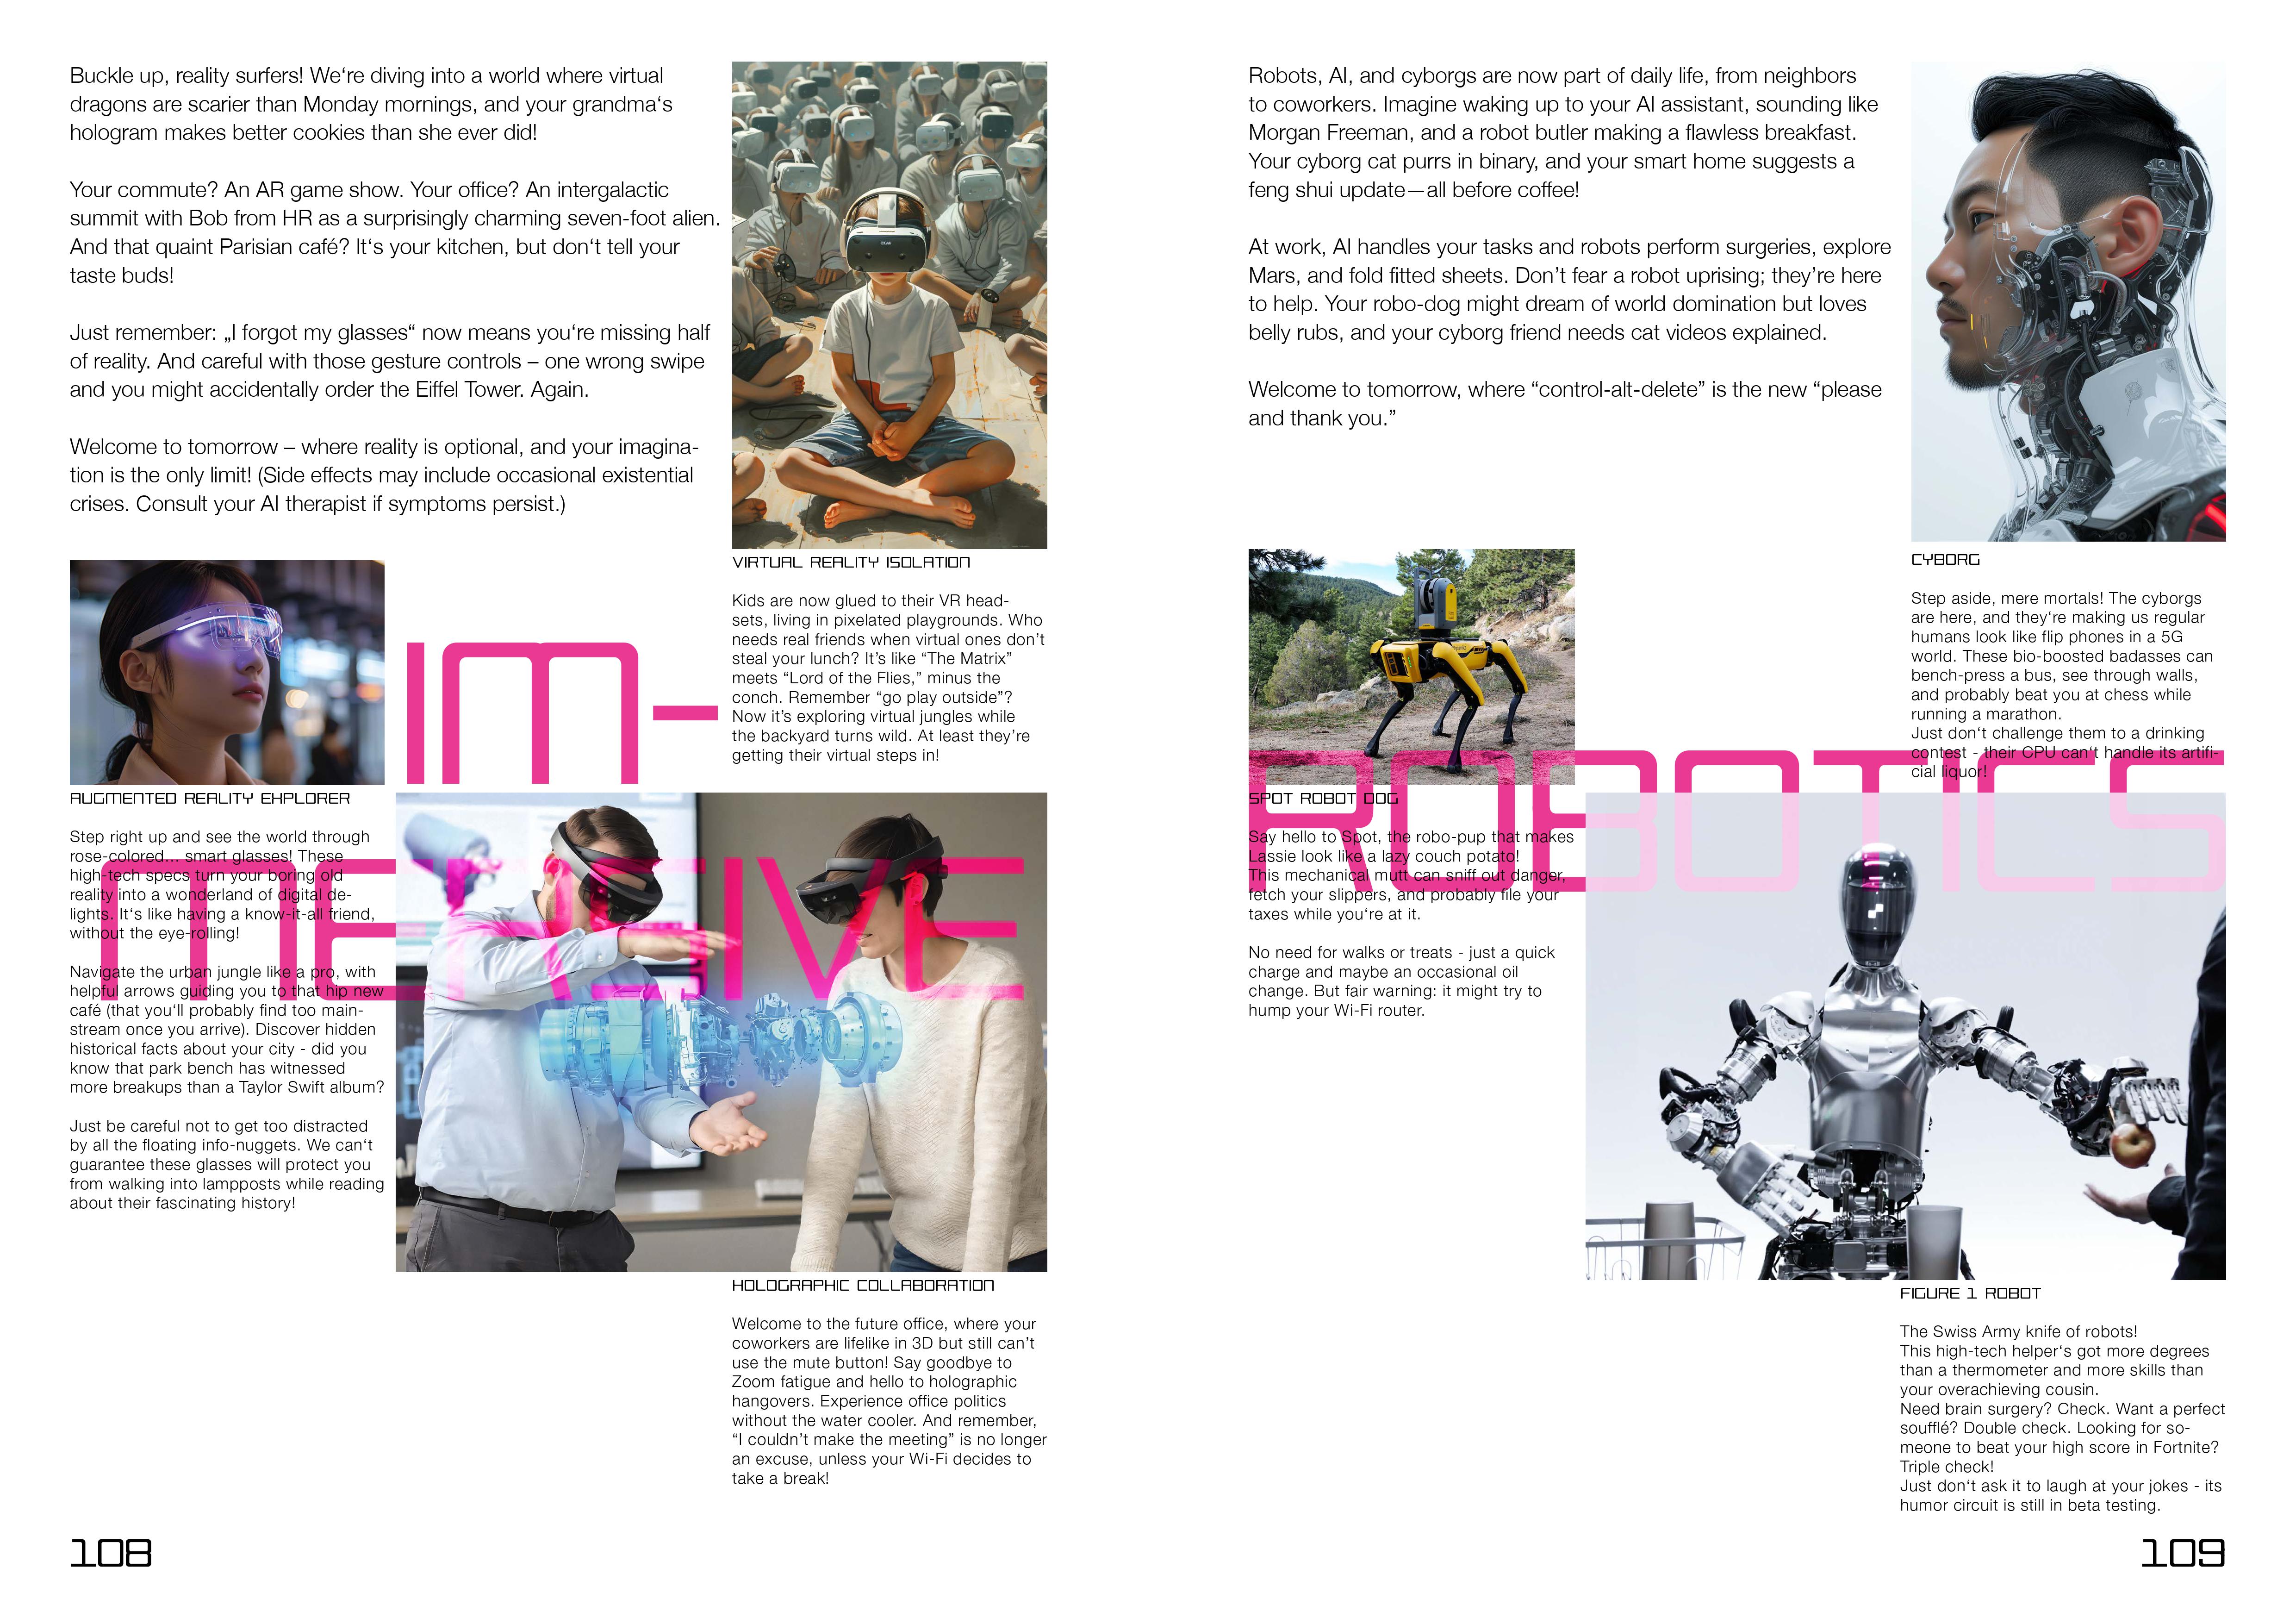 Buckle up, reality surfers! We‘re diving into a world where virtual
dragons are scarier than Monday mornings, and your grandma‘s
hologram makes better cookies than she ever did!
Your commute? An AR game show. Your office? An intergalactic
summit with Bob from HR as a surprisingly charming seven-foot alien.
And that quaint Parisian café? It‘s your kitchen, but don‘t tell your
taste buds!
Just remember: „I forgot my glasses“ now means you‘re missing half
of reality. And careful with those gesture controls – one wrong swipe
and you might accidentally order the Eiffel Tower. Again.
Welcome to tomorrow – where reality is optional, and your imagina-
tion is the only limit! (Side effects may include occasional existential
crises. Consult your AI therapist if symptoms persist.)
VIRTUAL REALITY ISOLATION
Kids are now glued to their VR head-
sets, living in pixelated playgrounds. Who
needs real friends when virtual ones don’t
steal your lunch? It’s like “The Matrix”
meets “Lord of the Flies,” minus the
conch. Remember “go play outside”?
Now it’s exploring virtual jungles while
the backyard turns wild. At least they’re
getting their virtual steps in!
IM-
MERSIVE
AUGMENTED REALITY EXPLORER
Step right up and see the world through
rose-colored... smart glasses! These
high-tech specs turn your boring old
reality into a wonderland of digital de-
lights. It‘s like having a know-it-all friend,
without the eye-rolling!
Navigate the urban jungle like a pro, with
helpful arrows guiding you to that hip new
café (that you‘ll probably find too main-
stream once you arrive). Discover hidden
historical facts about your city - did you
know that park bench has witnessed
more breakups than a Taylor Swift album?
Just be careful not to get too distracted
by all the floating info-nuggets. We can‘t
guarantee these glasses will protect you
from walking into lampposts while reading
about their fascinating history!
HOLOGRAPHIC COLLABORATION
Welcome to the future office, where your
coworkers are lifelike in 3D but still can’t
use the mute button! Say goodbye to
Zoom fatigue and hello to holographic
hangovers. Experience office politics
without the water cooler. And remember,
“I couldn’t make the meeting” is no longer
an excuse, unless your Wi-Fi decides to
take a break!
108
Robots, AI, and cyborgs are now part of daily life, from neighbors
to coworkers. Imagine waking up to your AI assistant, sounding like
Morgan Freeman, and a robot butler making a flawless breakfast.
Your cyborg cat purrs in binary, and your smart home suggests a
feng shui update—all before coffee!
At work, AI handles your tasks and robots perform surgeries, explore
Mars, and fold fitted sheets. Don’t fear a robot uprising; they’re here
to help. Your robo-dog might dream of world domination but loves
belly rubs, and your cyborg friend needs cat videos explained.
Welcome to tomorrow, where “control-alt-delete” is the new “please
and thank you.”
CYBORG
Step aside, mere mortals! The cyborgs
are here, and they‘re making us regular
humans look like flip phones in a 5G
world. These bio-boosted badasses can
bench-press a bus, see through walls,
and probably beat you at chess while
running a marathon.
Just don‘t challenge them to a drinking
contest - their CPU can‘t handle its artifi-
cial liquor!
ROBOTICS
SPOT ROBOT DOG
Say hello to Spot, the robo-pup that makes
Lassie look like a lazy couch potato!
This mechanical mutt can sniff out danger,
fetch your slippers, and probably file your
taxes while you‘re at it.
No need for walks or treats - just a quick
charge and maybe an occasional oil
change. But fair warning: it might try to
hump your Wi-Fi router.
FIGURE 1 ROBOT
The Swiss Army knife of robots!
This high-tech helper‘s got more degrees
than a thermometer and more skills than
your overachieving cousin.
Need brain surgery? Check. Want a perfect
soufflé? Double check. Looking for so-
meone to beat your high score in Fortnite?
Triple check!
Just don‘t ask it to laugh at your jokes - its
humor circuit is still in beta testing.
109